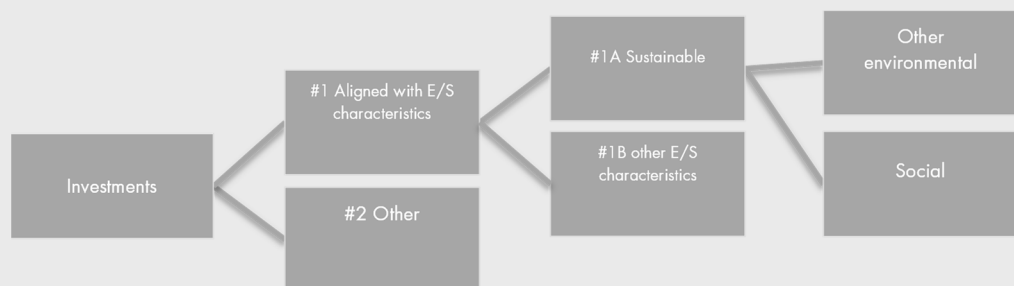 Investments
#1 Aligned with E/S
characteristics
#2 Other
#1A Sustainable
#1B other E/S
characteristics
Other
environmental
Social